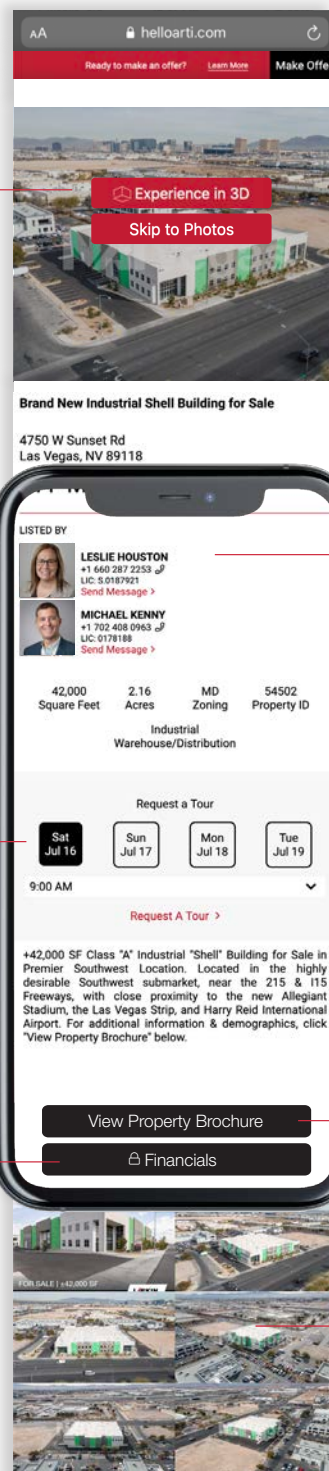 AA helloarti.com
Ready to make an offer? Learn More Make Offe
Experience in 3D
Skip to Photos
Brand New Industrial Shell Building for Sale
4750 W Sunset Rd
Las Vegas, NV 89118
LISTED BY
LESLIE HOUSTON
+1 660 287 2253
LIC: S.0187921
Send Message >
MICHAEL KENNY
+1 702 408 0963
LIC: 0178188
Send Message >
42,000 2.16 MD 54502
Square Feet Acres Zoning Property ID
Industrial
Warehouse/Distribution
Request a Tour
Sat Sun Mon Tue
Jul 16 Jul 17 Jul 18 Jul 19
9:00 AM
Request A Tour >
+42,000 SF Class "A" Industrial "Shell" Building for Sale in
Premier Southwest Location. Located in the highly
desirable Southwest submarket, near the 215 & I15
Freeways, with close proximity to the new Allegiant
Stadium, the Las Vegas Strip, and Harry Reid International
Airport. For additional information & demographics, click
"View Property Brochure" below.
View Property Brochure
Financials
FOR SALE | ±42,000 SF